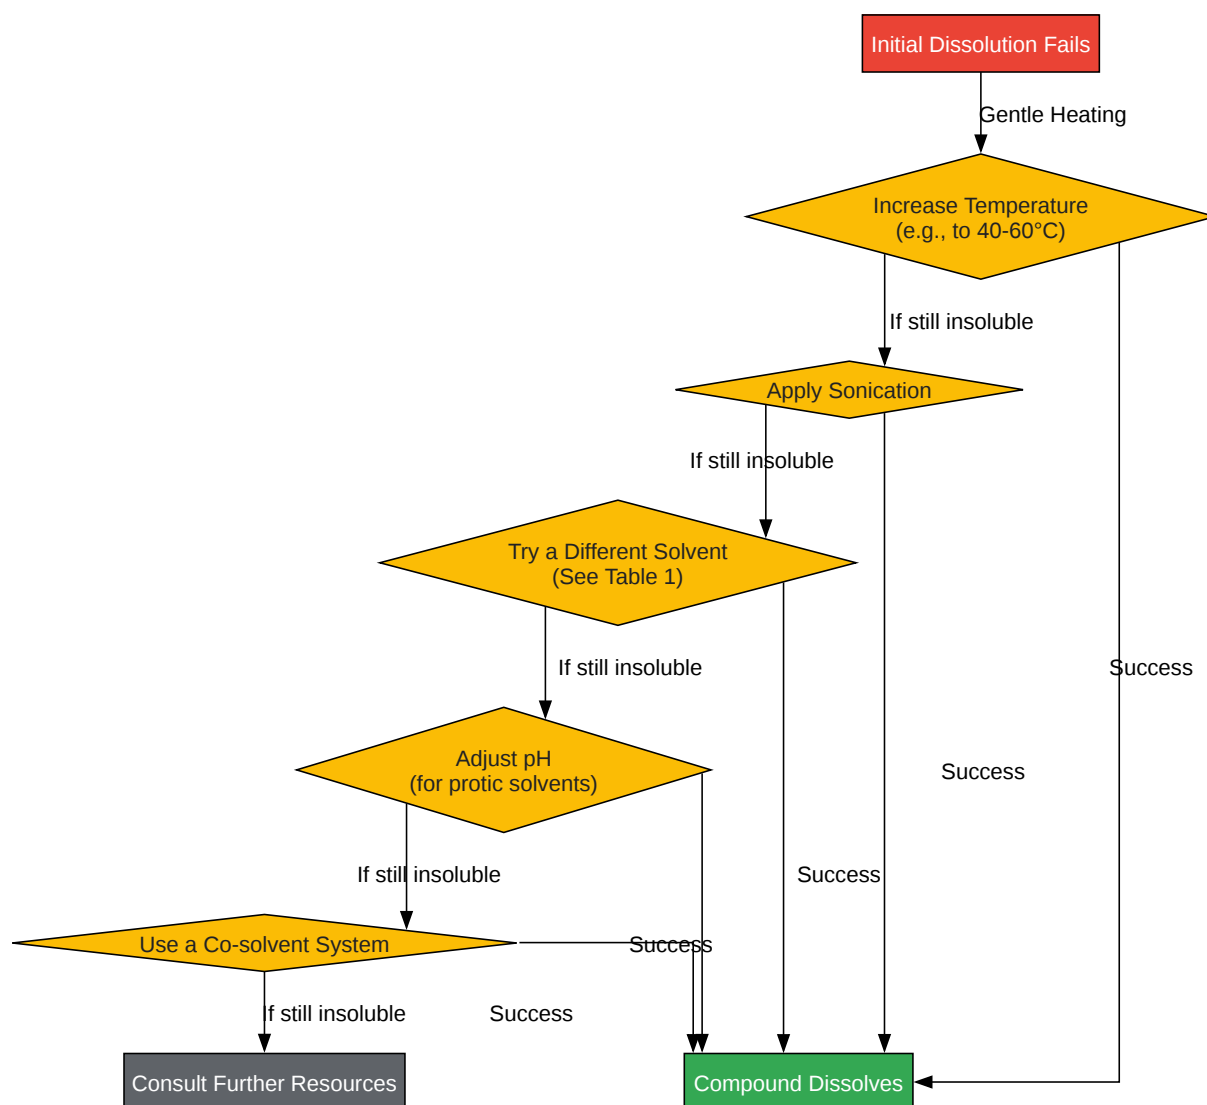 Initial Dissolution Fails
Gentle Heating
Increase Temperature
(e.g., to 40-60°C)
If still insoluble
Apply Sonication
If still insoluble
Try a Different Solvent
(See Table 1)
If still insoluble
Success
Adjust pH
(for protic solvents)
Success
If still insoluble
Success
Use a Co-solvent System
Success
If still insoluble
Success
Consult Further Resources
Compound Dissolves